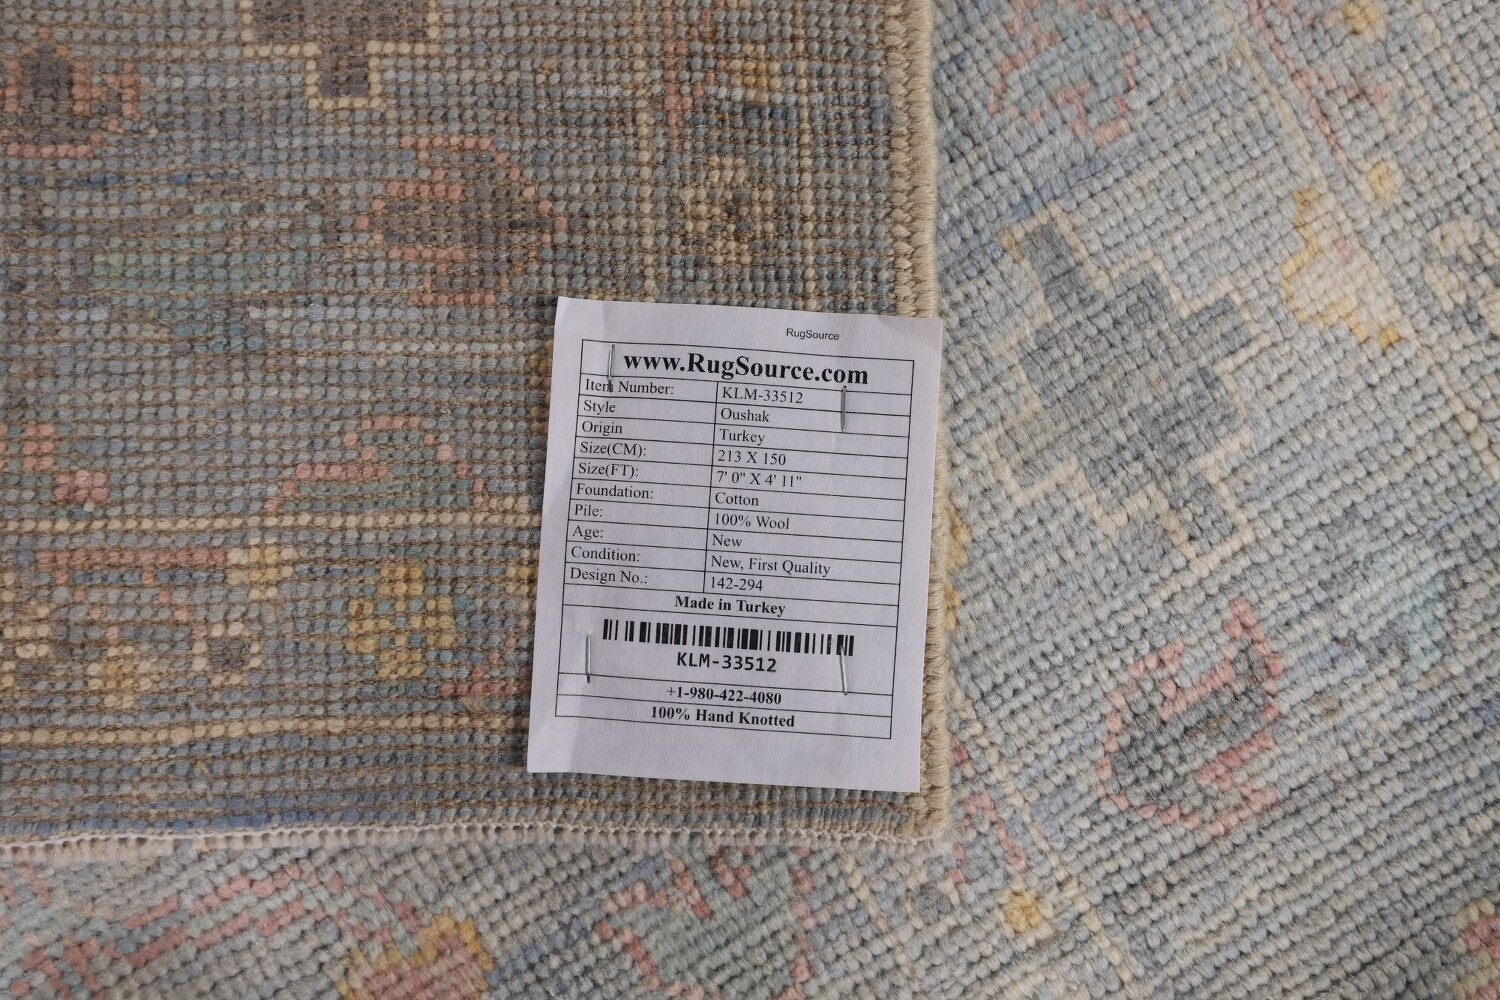 RugSource
www.RugSource.com
Item Number: KLM-33512
Style Oushak
Origin Turkey
Size(CM): 213 X 150
Size(FT): 7' 0" X 4' 11"
Foundation: Cotton
Pile: 100% Wool
Age: New
Condition: New, First Quality
Design No.: 142-294
Made in Turkey
KLM-33512
+1-980-422-4080
100% Hand Knotted